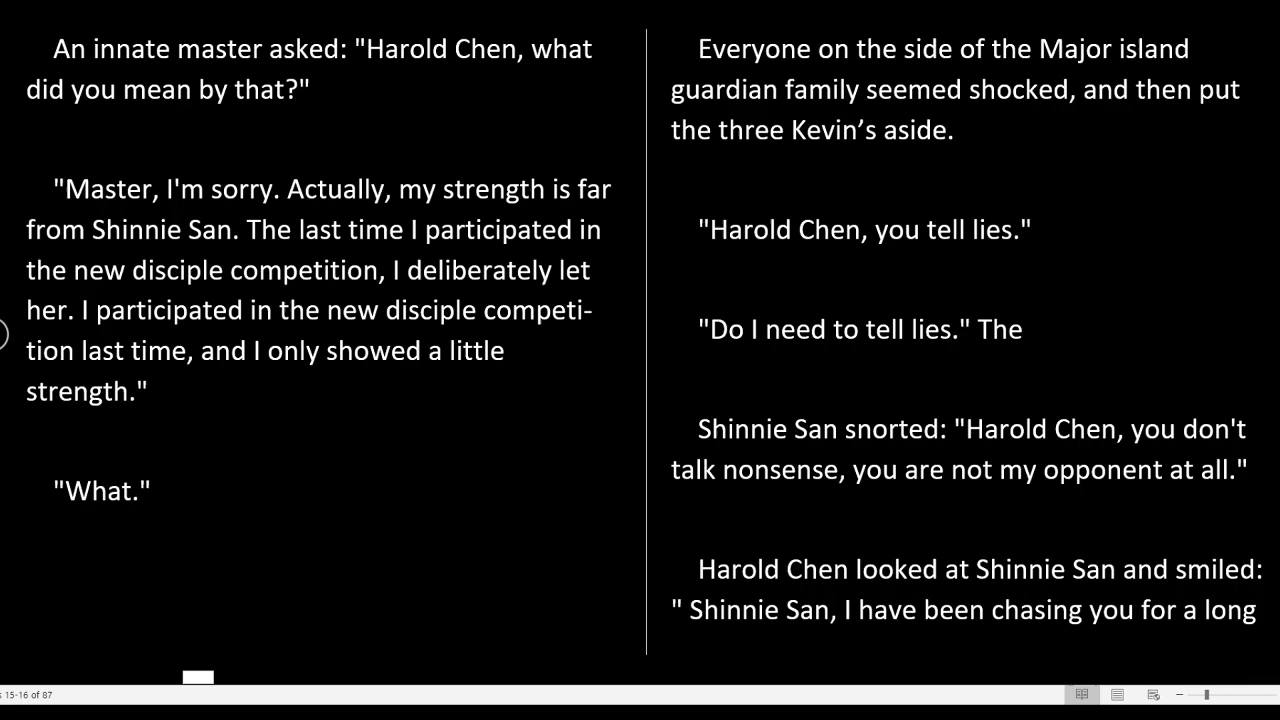 An innate master asked: "Harold Chen, what
did you mean by that?"
"Master, I'm sorry. Actually, my strength is far
from Shinnie San. The last time I participated in
the new disciple competition, I deliberately let
her. I participated in the new disciple competi-
tion last time, and I only showed a little
strength."
"What."
Everyone on the side of the Major island
guardian family seemed shocked, and then put
the three Kevin’s aside.
"Harold Chen, you tell lies."
"Do I need to tell lies." The
Shinnie San snorted: "Harold Chen, you don't
talk nonsense, you are not my opponent at all."
Harold Chen looked at Shinnie San and smiled:
" Shinnie San, I have been chasing you for a long
s 15-16 of 87